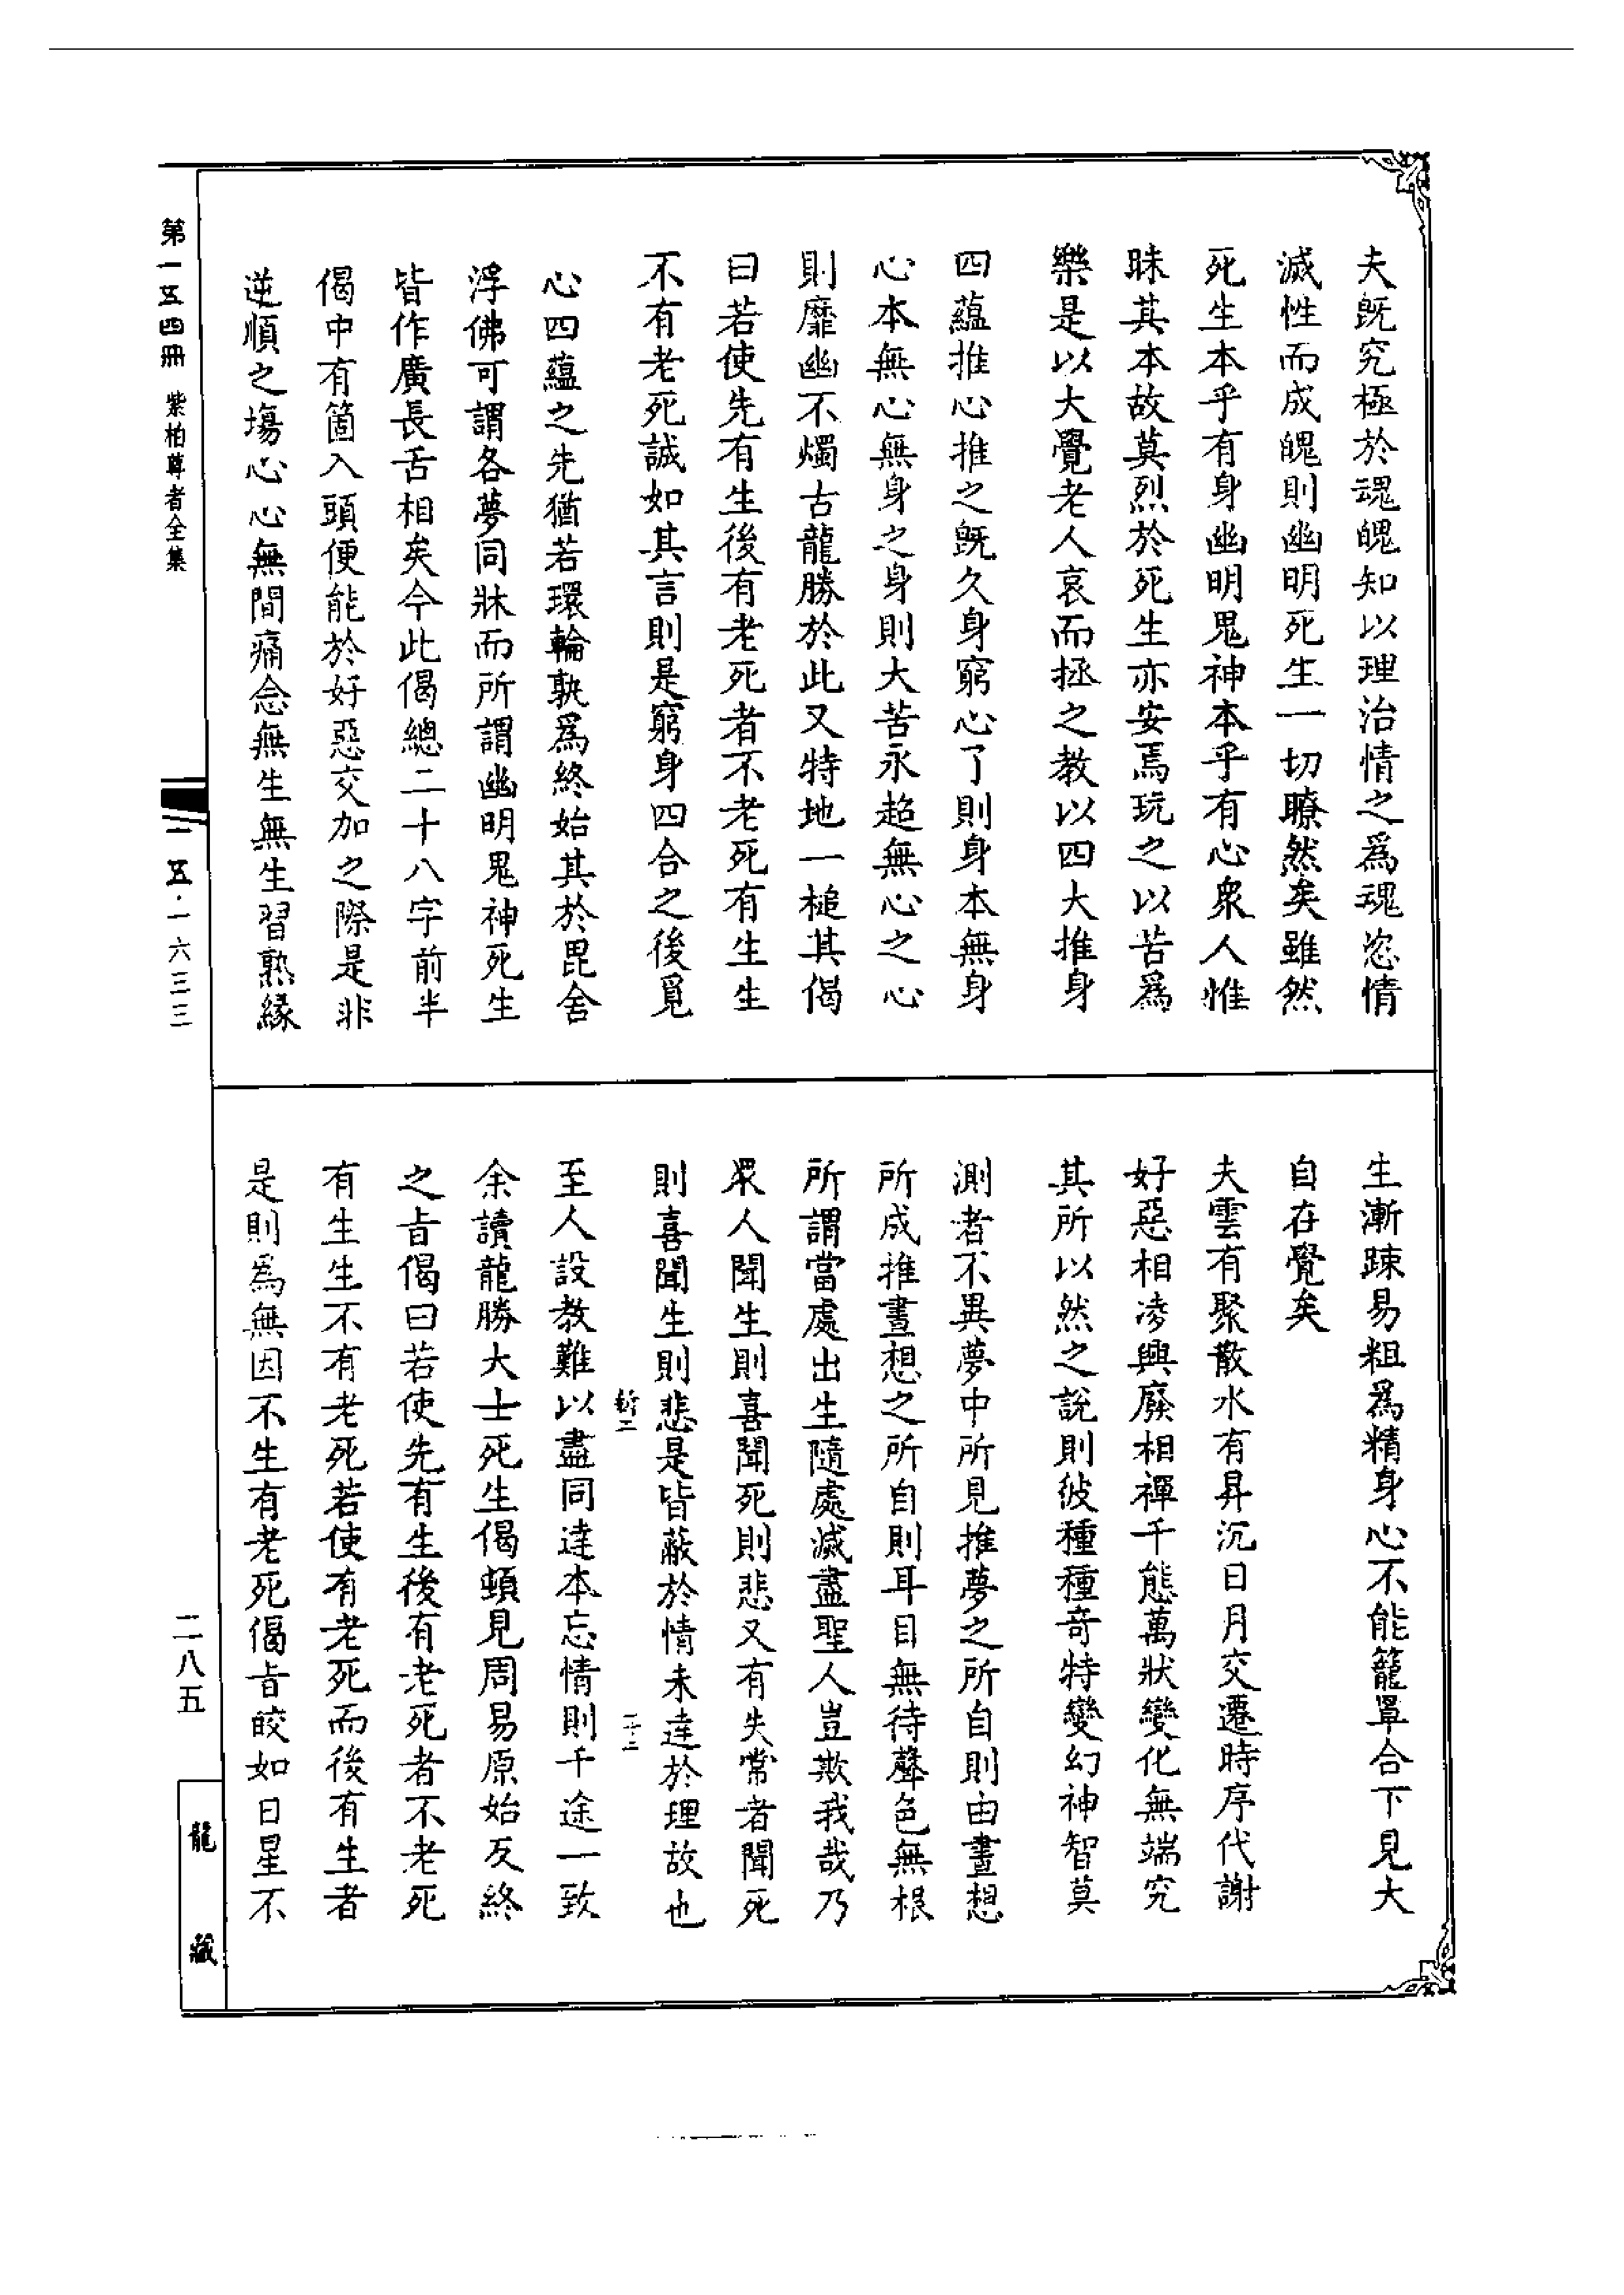 夫既究極於魂魄知以理治情之爲魂恣情
滅性而成魄則幽明死生一切瞭然矣雖然
死生本乎有身幽明鬼神本乎有心衆人惟
昧其本故莫烈於死生亦安焉玩之以苦爲
樂是以大覺老人哀而拯之教以四大推身
四蘊推心推之既久身窮心了則身本無身
心本無心無身之身則大苦永超無心之心
則靡幽不燭古龍勝於此又特地一槌其偈
曰若使先有生後有老死者不老死有生生
不有老死誠如其言則是窮身四合之後覓
心四蘊之先猶若環輪孰爲終始其於毘舍
浮佛可謂各夢同牀而所謂幽明鬼神死生
皆作廣長舌相矣今此偈總二十八字前半
偈中有箇入頭便能於好惡交加之際是非
逆順之塲心心無間痛念無生無生習熟緣
生漸踈易粗爲精身心不能籠罩合下見大
自在覺矣
夫雲有聚散水有昇沉日月交遷時序代謝
好惡相凌興廢相禪千態萬狀變化無端究
其所以然之說則彼種種奇特變幻神智莫
測者不異夢中所見推夢之所自則由晝想
所成推晝想之所自則耳目無待聲色無根
所謂當處出生隨處滅盡聖人豈欺我哉乃
眾人聞生則喜聞死則悲又有失常者聞死
則喜聞生則悲是皆蔽於情未達於理故也
至人設教難以盡同達本忘情則千途一致
余讀龍勝大士死生偈頓見周易原始反終
之旨偈曰若使先有生後有老死者不老死
有生生不有老死若使有老死而後有生者
是則爲無因不生有老死偈旨皎如日星不
第一五四冊 紫柏尊者全集
一五·一六三三
二八五
龍藏